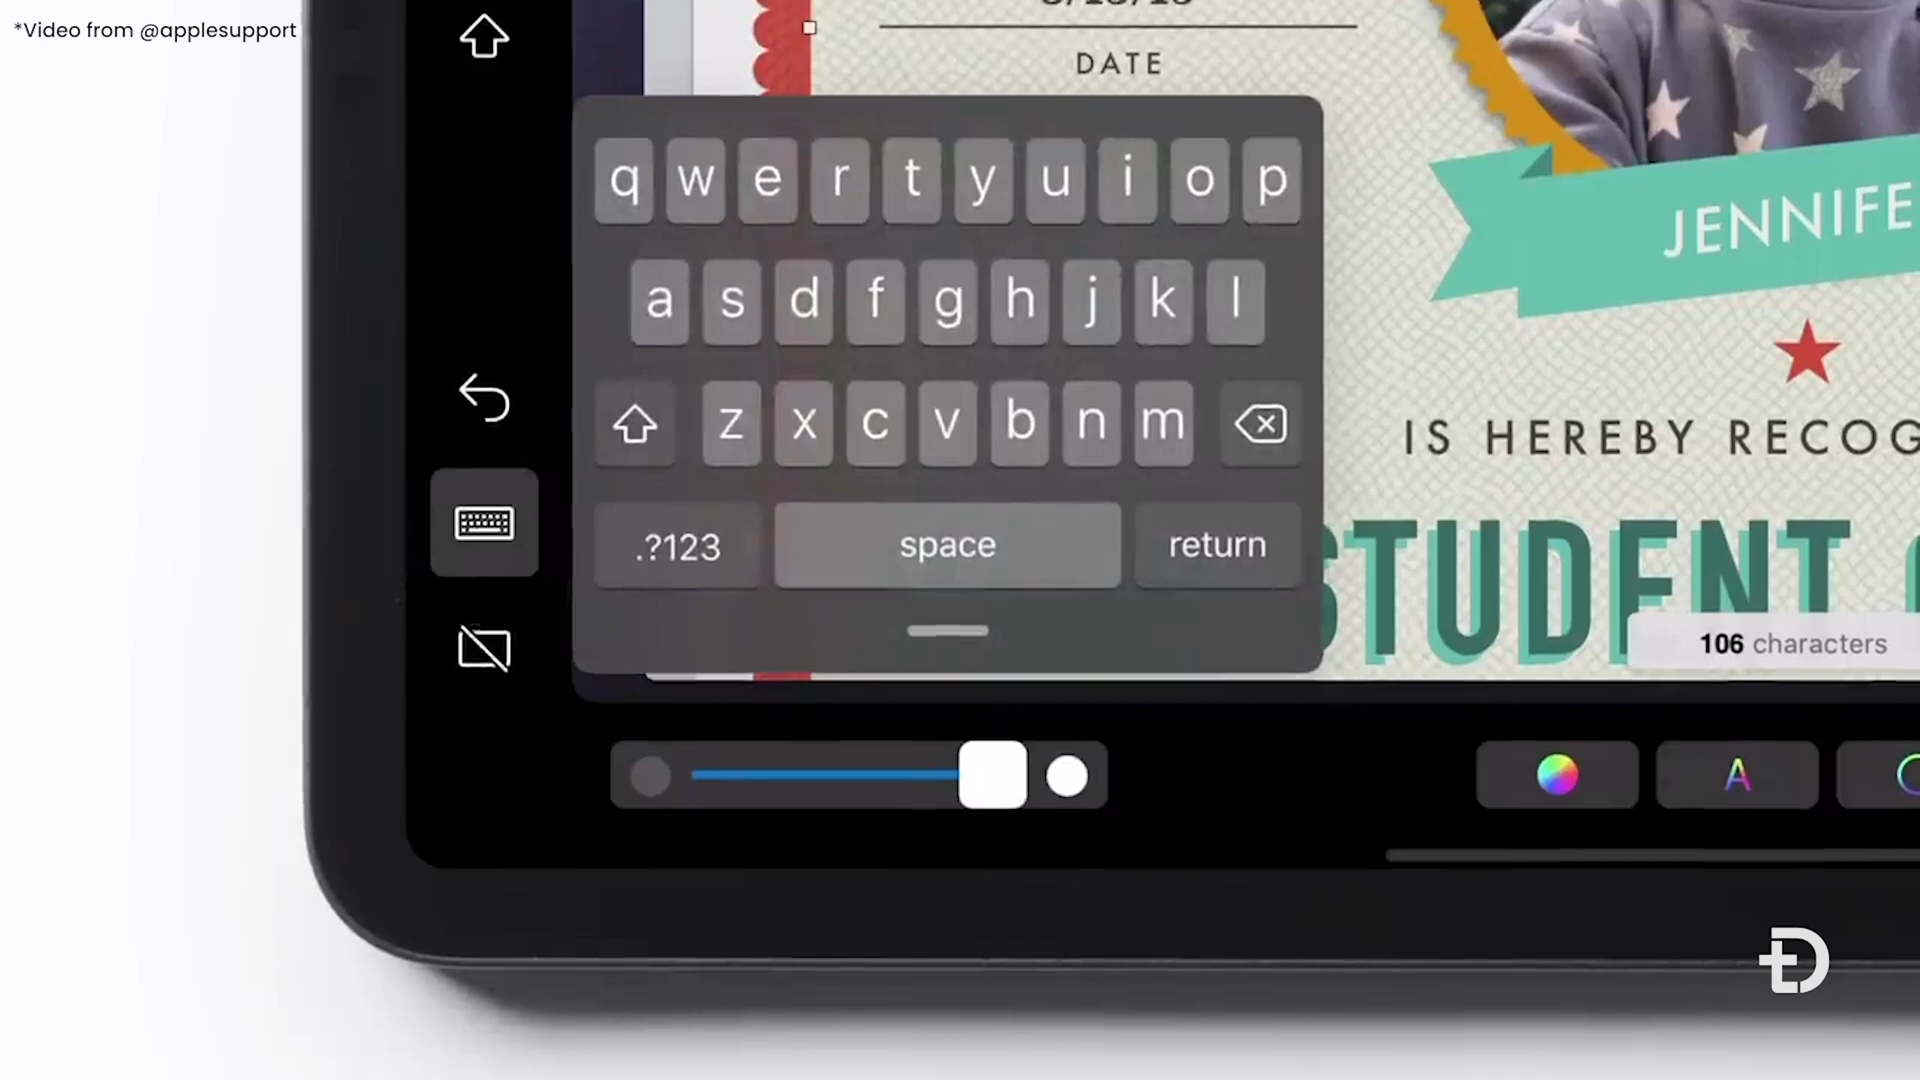 *Video from @applesupport
DATE
q w e r t y u i o p
a s d f g h j k l
z x c v b n m
.?123 space return
JENNIFE
IS HEREBY RECOG
STUDENT
106 characters
A